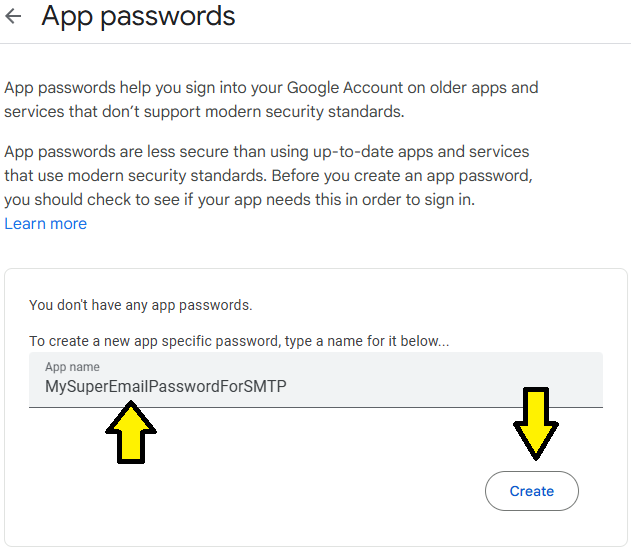 App passwords
App passwords help you sign into your Google Account on older apps and
services that don’t support modern security standards.
App passwords are less secure than using up-to-date apps and services
that use modern security standards. Before you create an app password,
you should check to see if your app needs this in order to sign in.
Learn more
You don't have any app passwords.
To create a new app specific password, type a name for it below...
App name
MySuperEmailPasswordForSMTP
Create